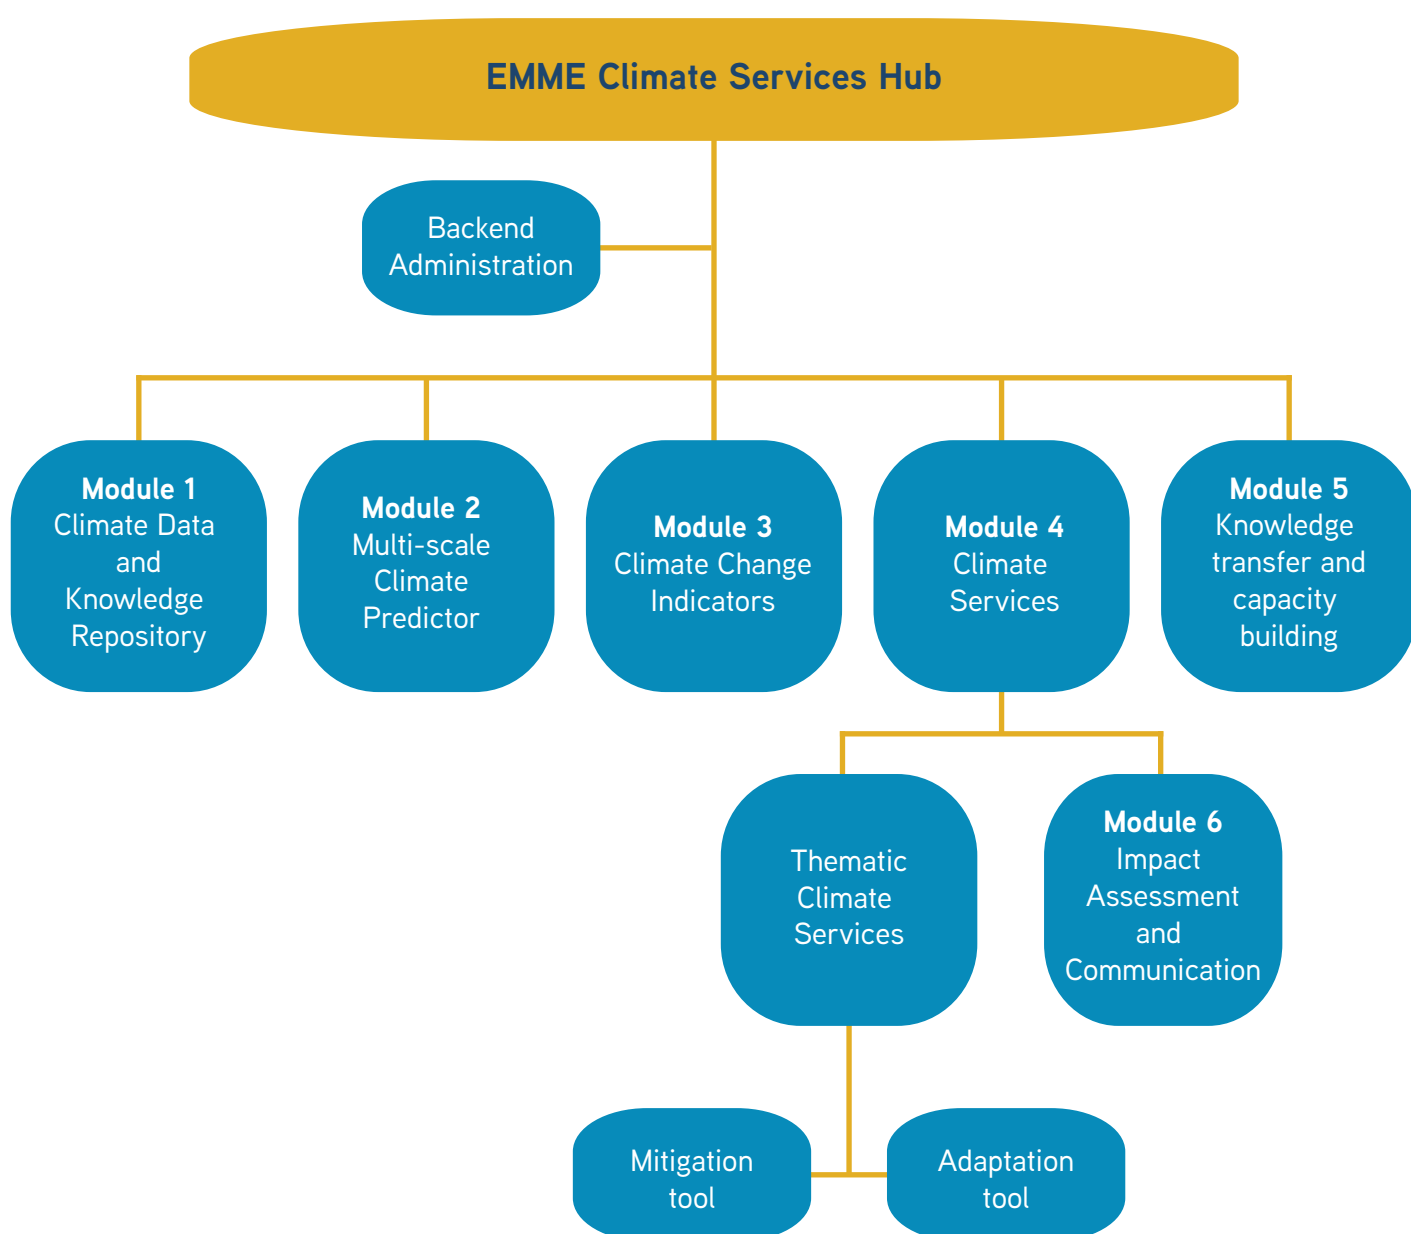 EMME Climate Services Hub
Backend
Administration
Module 1
Climate Data
and
Knowledge
Repository
Module 2
Multi-scale
Climate
Predictor
Module 3
Climate Change
Indicators
Module 4
Climate
Services
Module 5
Knowledge
transfer and
capacity
building
Thematic
Climate
Services
Module 6
Impact
Assessment
and
Communication
Mitigation
tool
Adaptation
tool